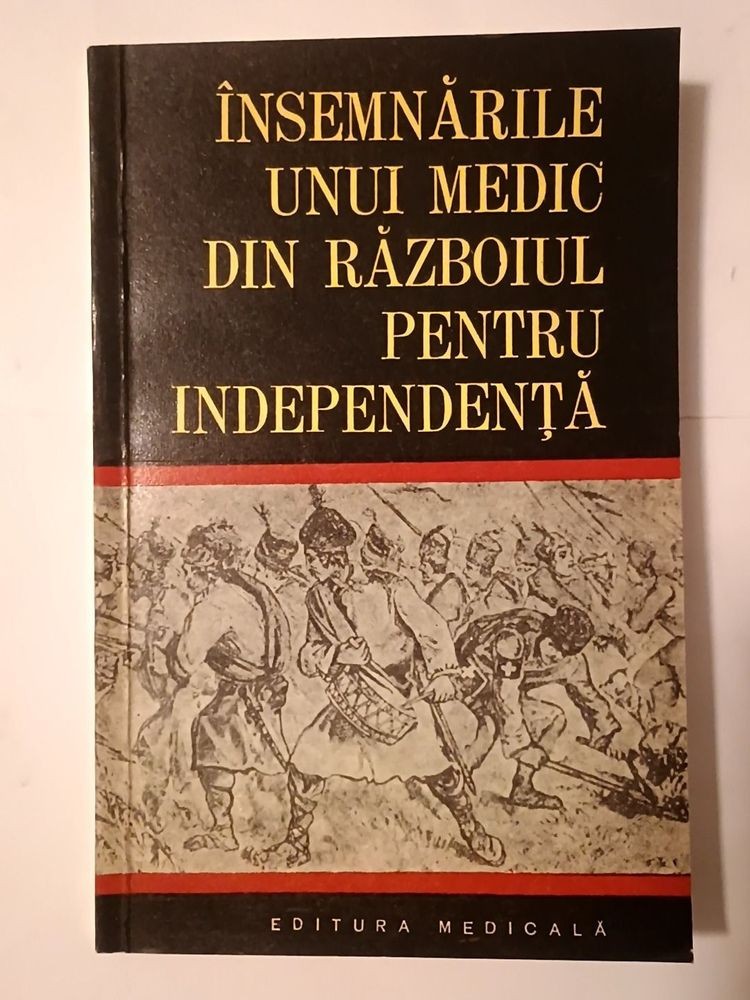 ÎNSEMNĂRILE
UNUI MEDIC
DIN RĂZBOIUL
PENTRU
INDEPENDENȚĂ
EDITURA MEDICALĂ